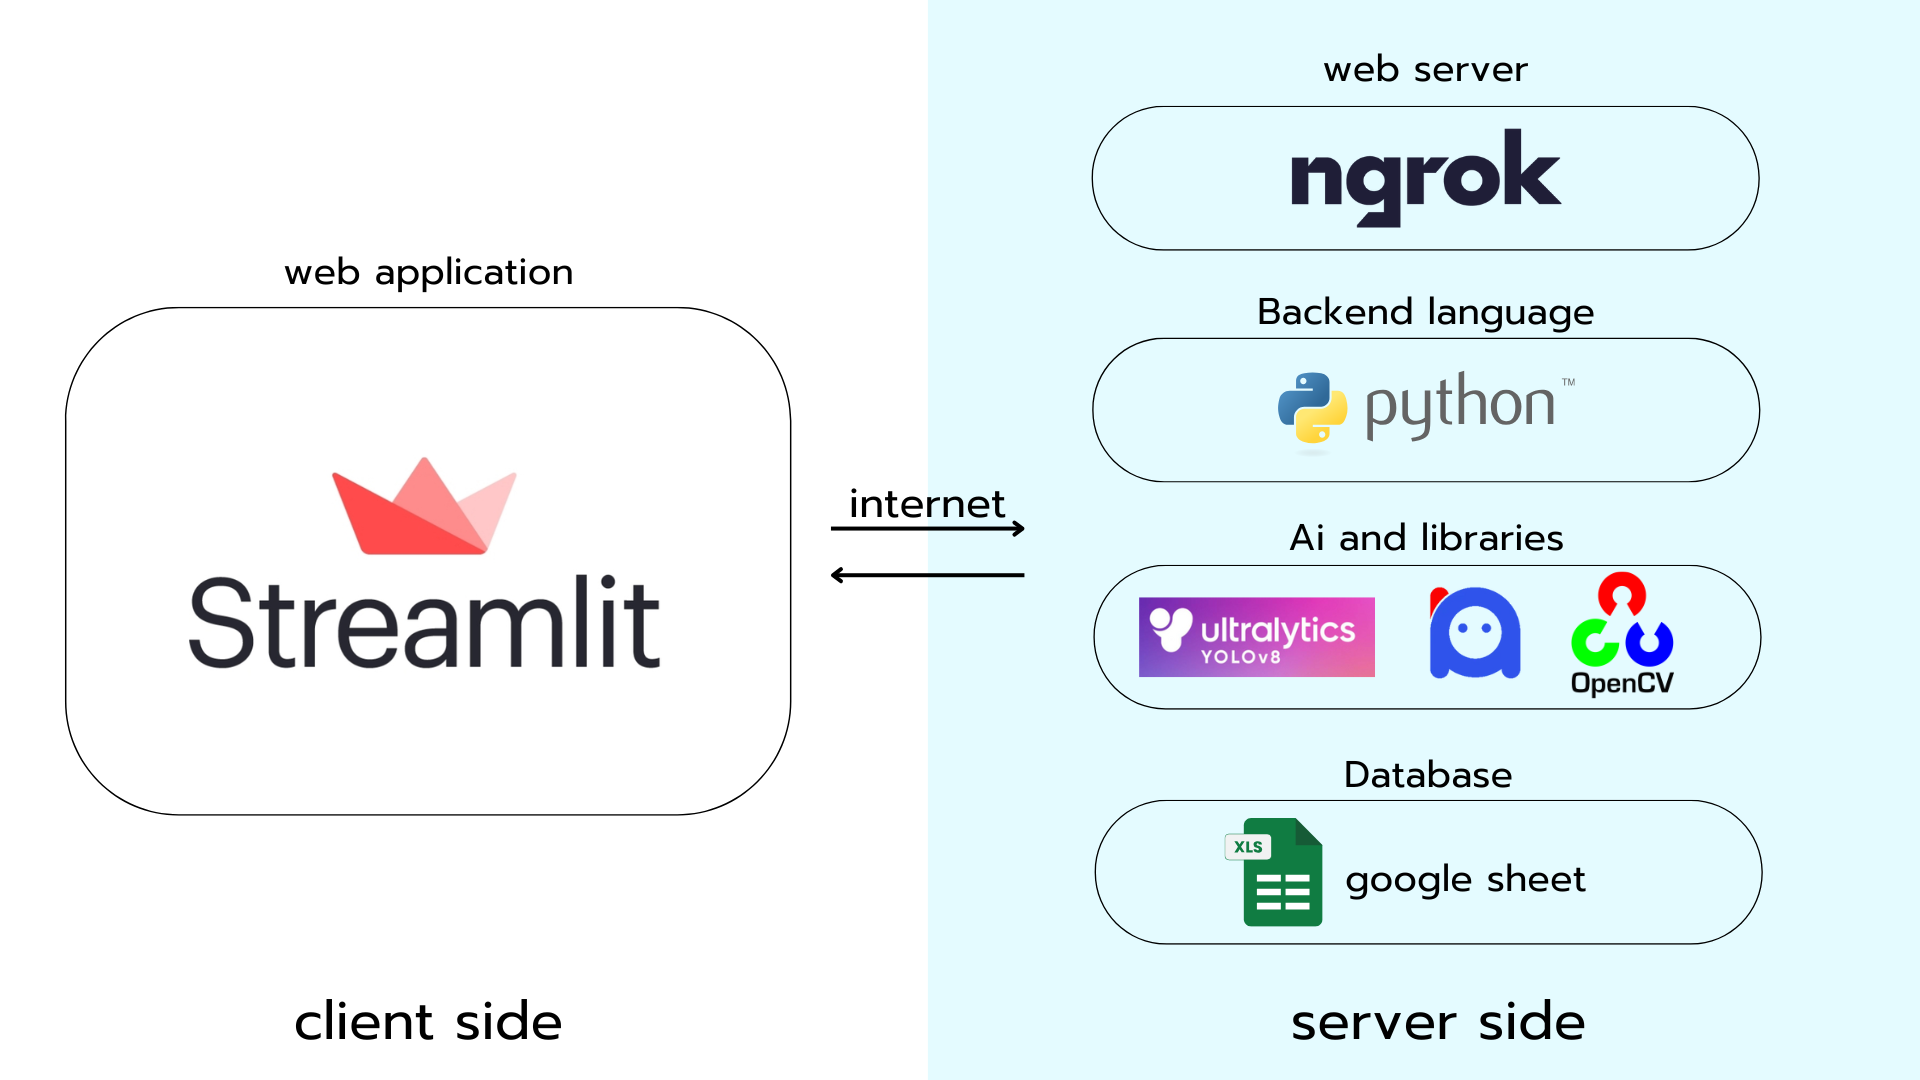 web application
Streamlit
client side
internet
web server
ngrok
Backend language
python™
Ai and libraries
ultralytics
YOLOv8
OpenCV
Database
XLS
google sheet
server side